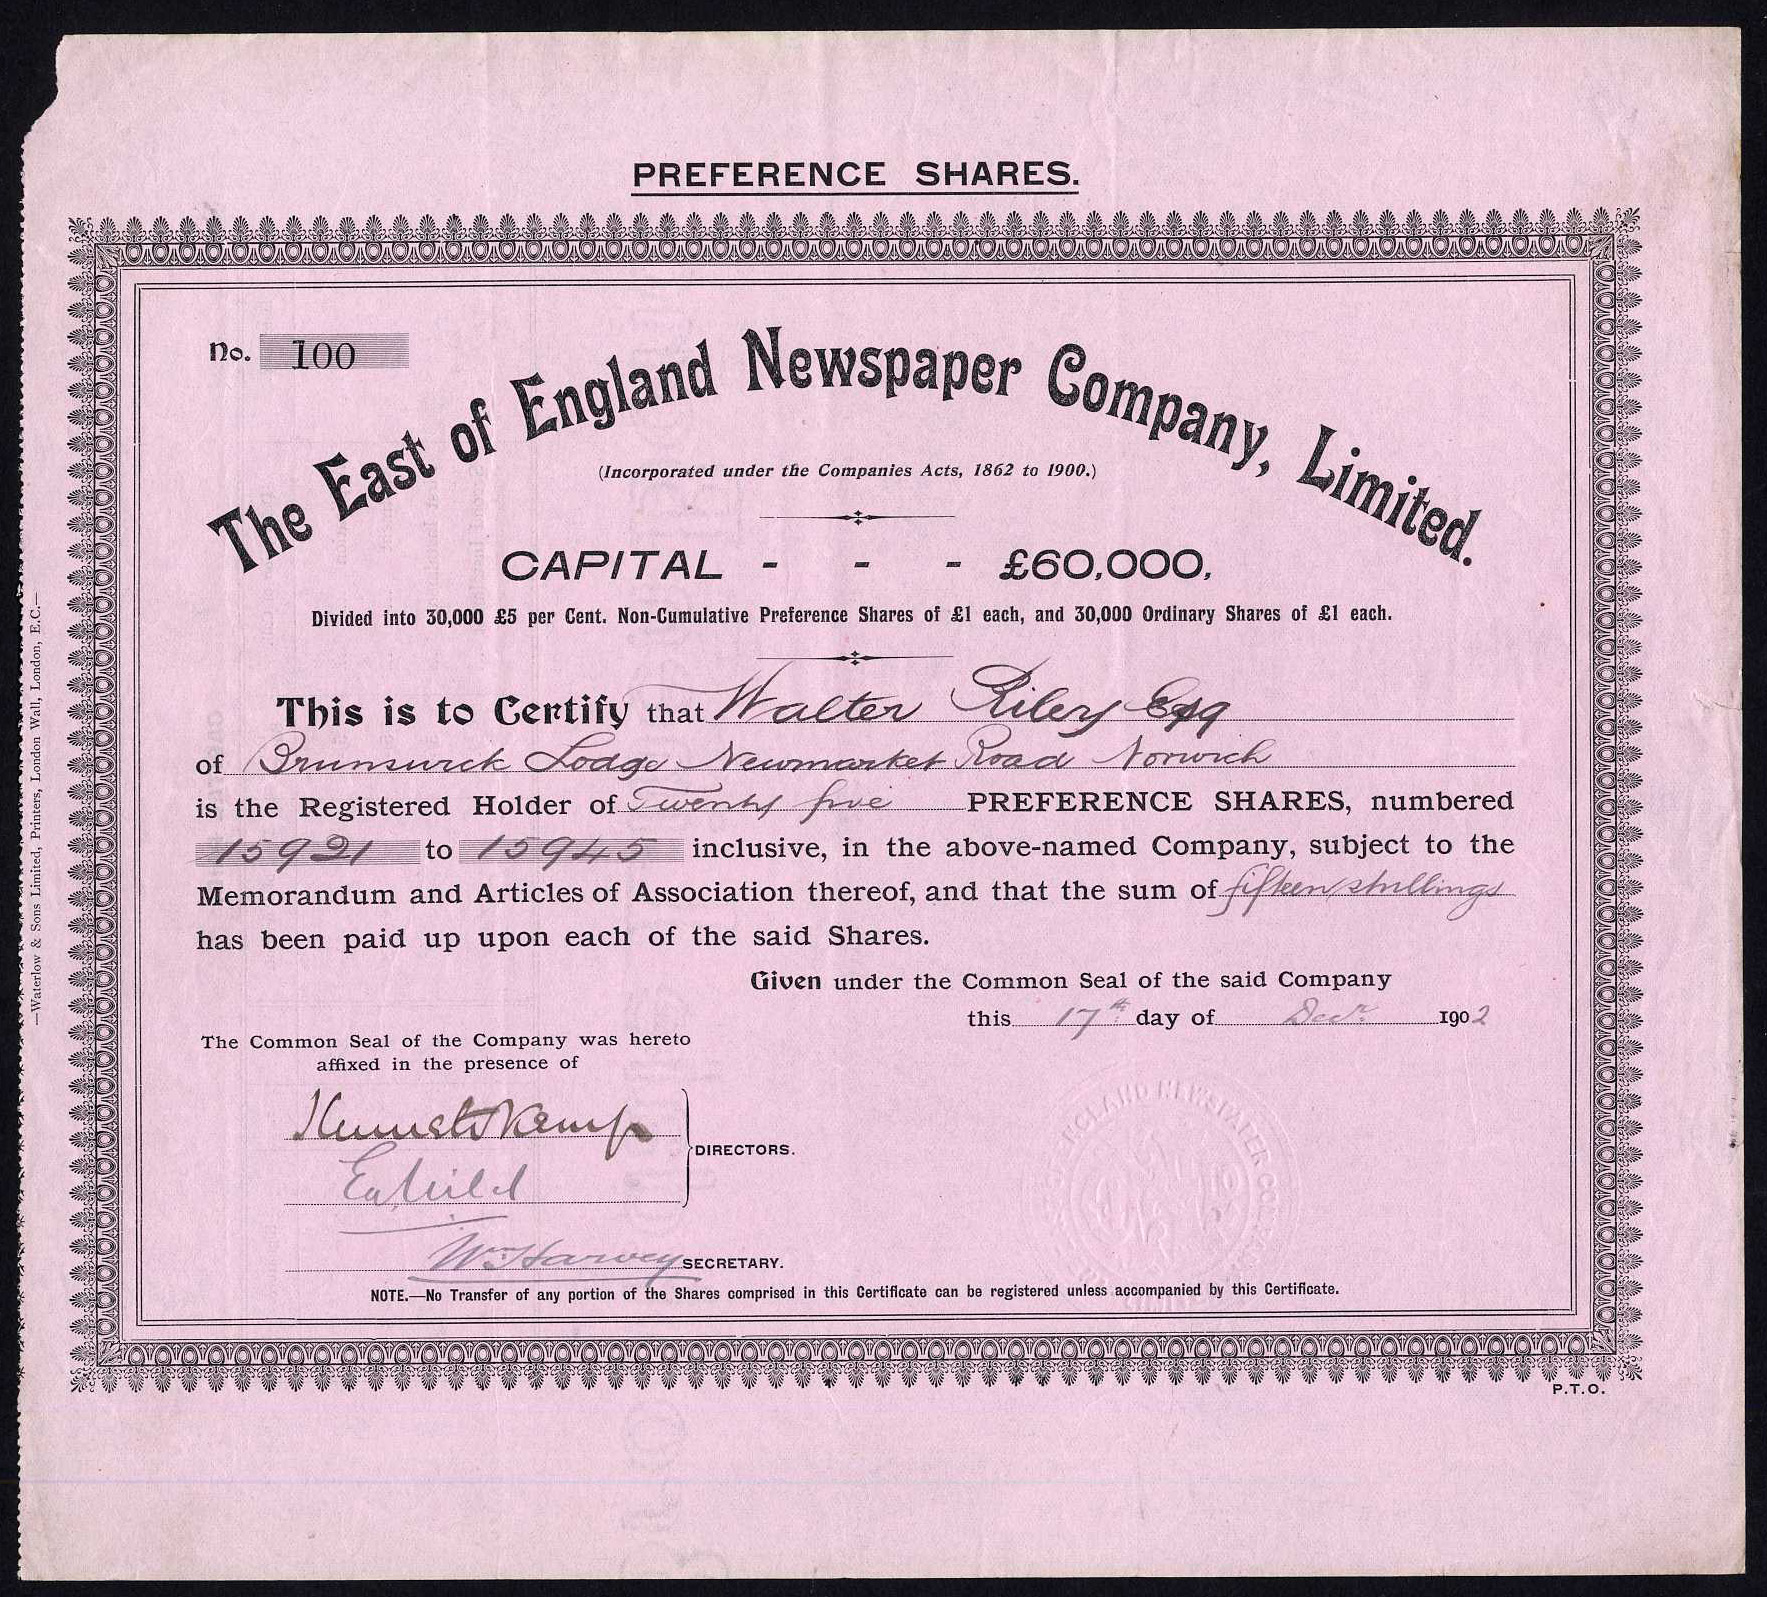 PREFERENCE SHARES.
No. 100
The East of England Newspaper Company, Limited.
(Incorporated under the Companies Acts, 1862 to 1900.)
CAPITAL - - - £60,000,
Divided into 30,000 £5 per Cent. Non-Cumulative Preference Shares of £1 each, and 30,000 Ordinary Shares of £1 each.
This is to Certify that Walter Riley Esq
of Brunswick Lodge Newmarket Road Norwich
is the Registered Holder of Twenty five PREFERENCE SHARES, numbered
15921 to 15945 inclusive, in the above-named Company, subject to the
Memorandum and Articles of Association thereof, and that the sum of fifteen shillings
has been paid up upon each of the said Shares.
Given under the Common Seal of the said Company
this 17th day of Decr. 1902
The Common Seal of the Company was hereto
affixed in the presence of
Kemp
DIRECTORS.
Wild
Wm Harvey SECRETARY.
NOTE.—No Transfer of any portion of the Shares comprised in this Certificate can be registered unless accompanied by this Certificate.
P.T.O.
—Waterlow & Sons Limited, Printers, London Wall, London, E.C.—
ENGLAND NEWSPAPER CO